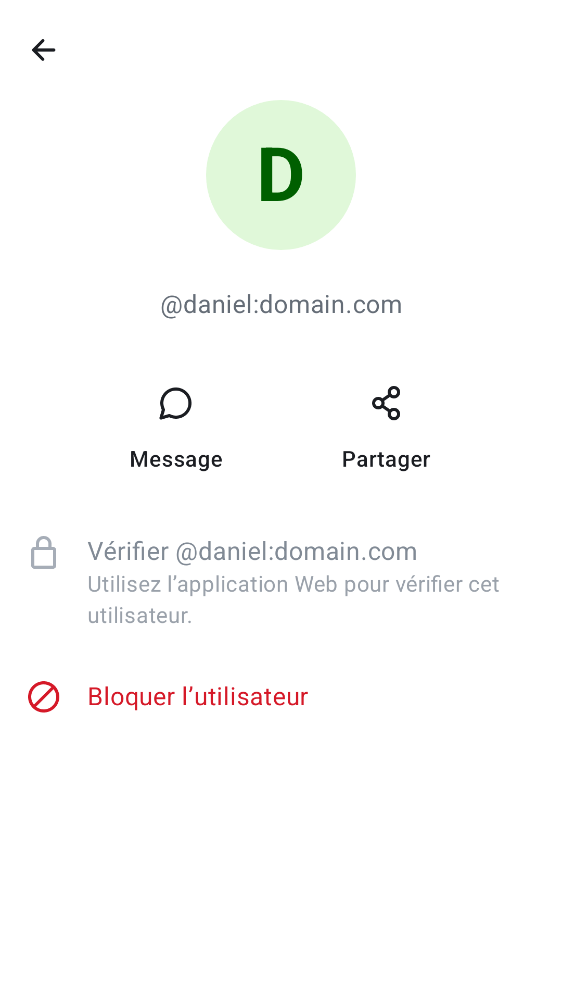 D
@daniel:domain.com
Message
Partager
Vérifier @daniel:domain.com
Utilisez l’application Web pour vérifier cet
utilisateur.
Bloquer l’utilisateur